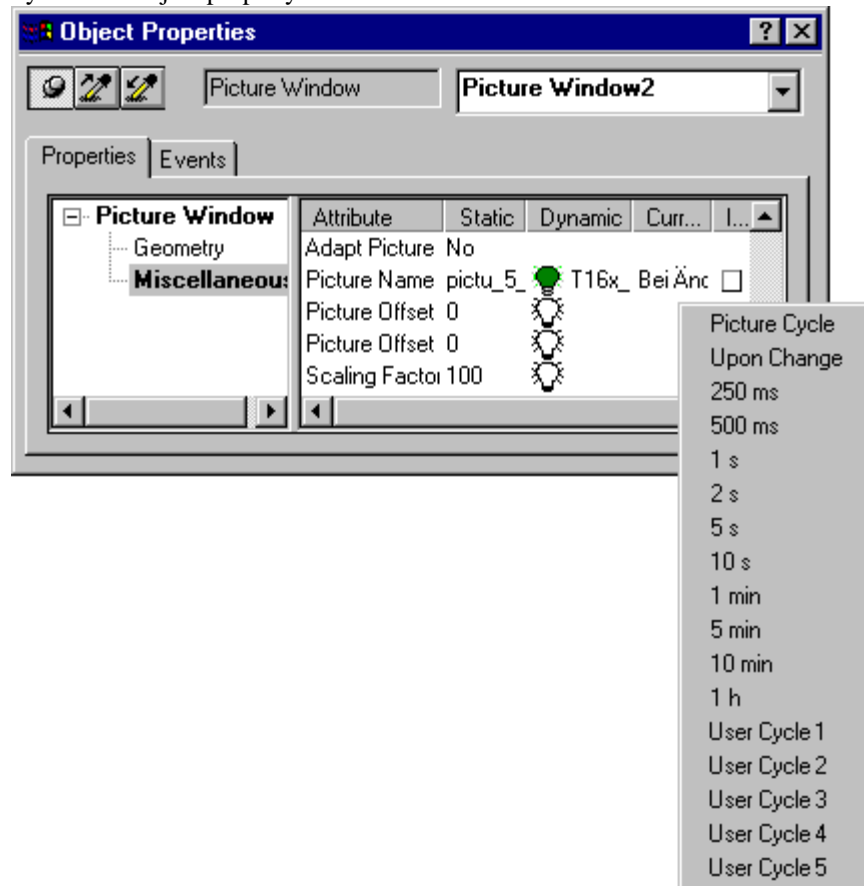 Object Properties
Picture Window
Picture Window2
Properties
Events
Picture Window
Geometry
Miscellaneous
Attribute Static Dynamic Curr... I...
Adapt Picture No
Picture Name pictu_5_ T16x_ Bei Änd
Picture Offset 0
Picture Offset 0
Scaling Factor 100
Picture Cycle
Upon Change
250 ms
500 ms
1 s
2 s
5 s
10 s
1 min
5 min
10 min
1 h
User Cycle 1
User Cycle 2
User Cycle 3
User Cycle 4
User Cycle 5